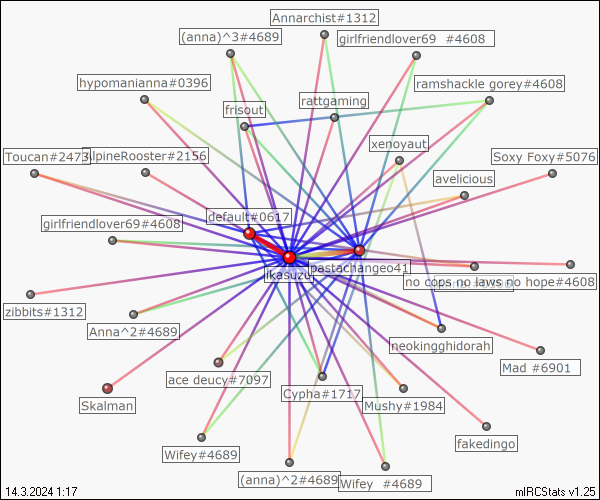 Annarchist#1312
(anna)^3#4689
girlfriendlover69 #4608
hypomanianna#0396
ramshackle gorey#4608
frisout
rattgaming
xenoyaut
Toucan#2473
AlpineRooster#2156
Soxy Foxy#5076
avelicious
default#0617
girlfriendlover69#4608
ikasuzu
pastachangeo41
no cops no laws no hope#4608
zibbits#1312
Anna^2#4689
neokingghidorah
ace deucy#7097
Mad #6901
Skalman
Cypha#1717
Mushy#1984
fakedingo
Wifey#4689
(anna)^2#4689
Wifey #4689
14.3.2024 1:17
mIRCStats v1.25